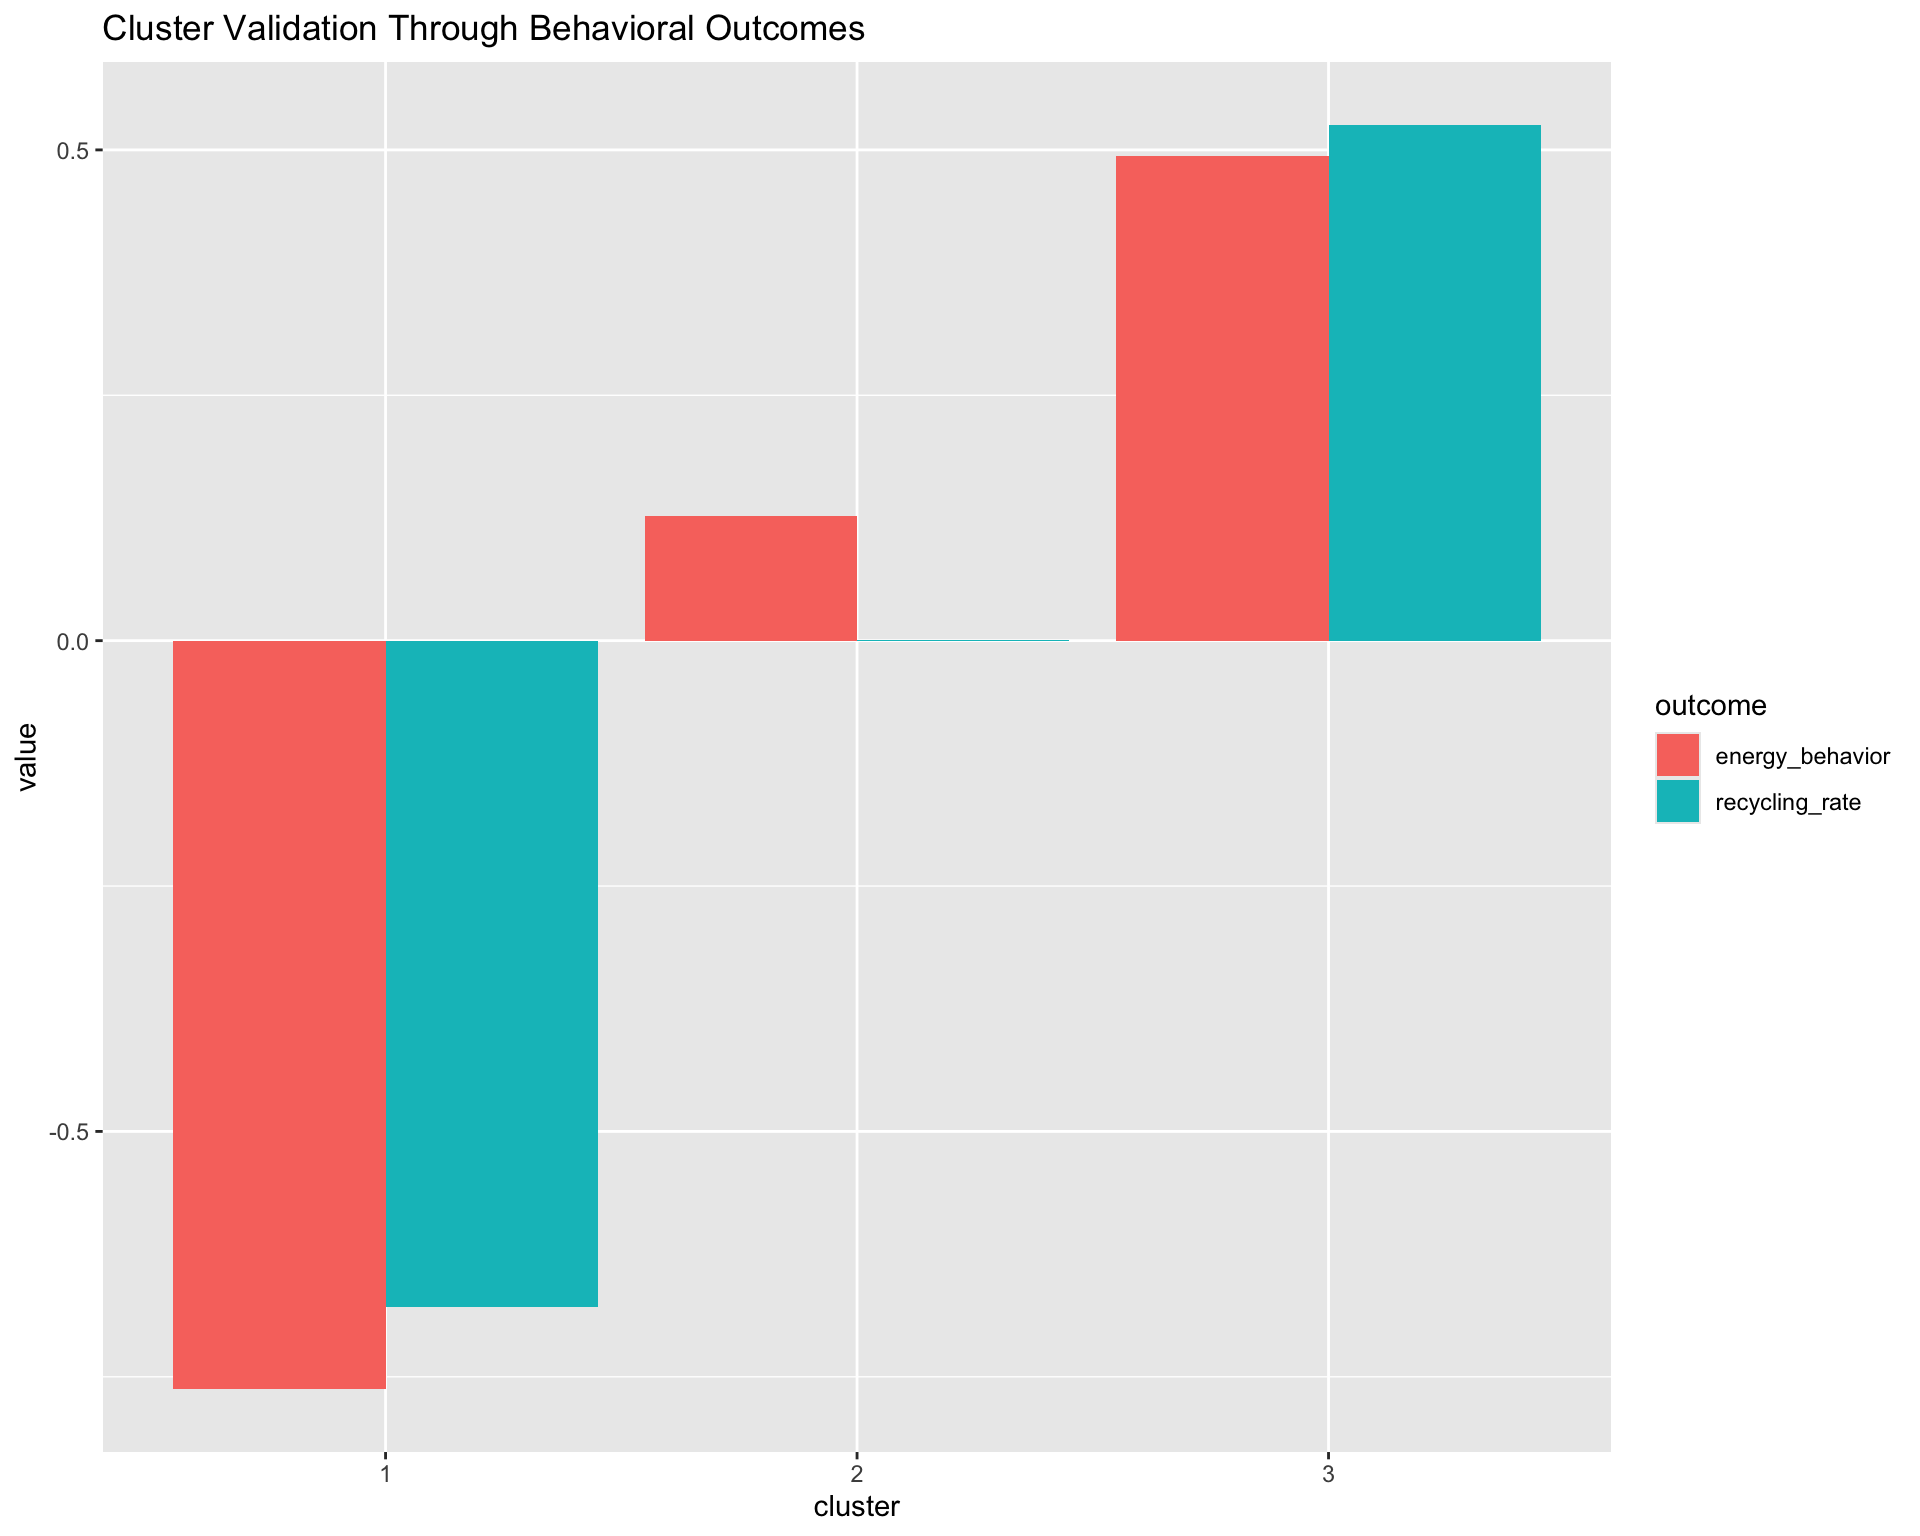 Cluster Validation Through Behavioral Outcomes
0.5
0.0
-0.5
value
1
2
3
cluster
outcome
energy_behavior
recycling_rate